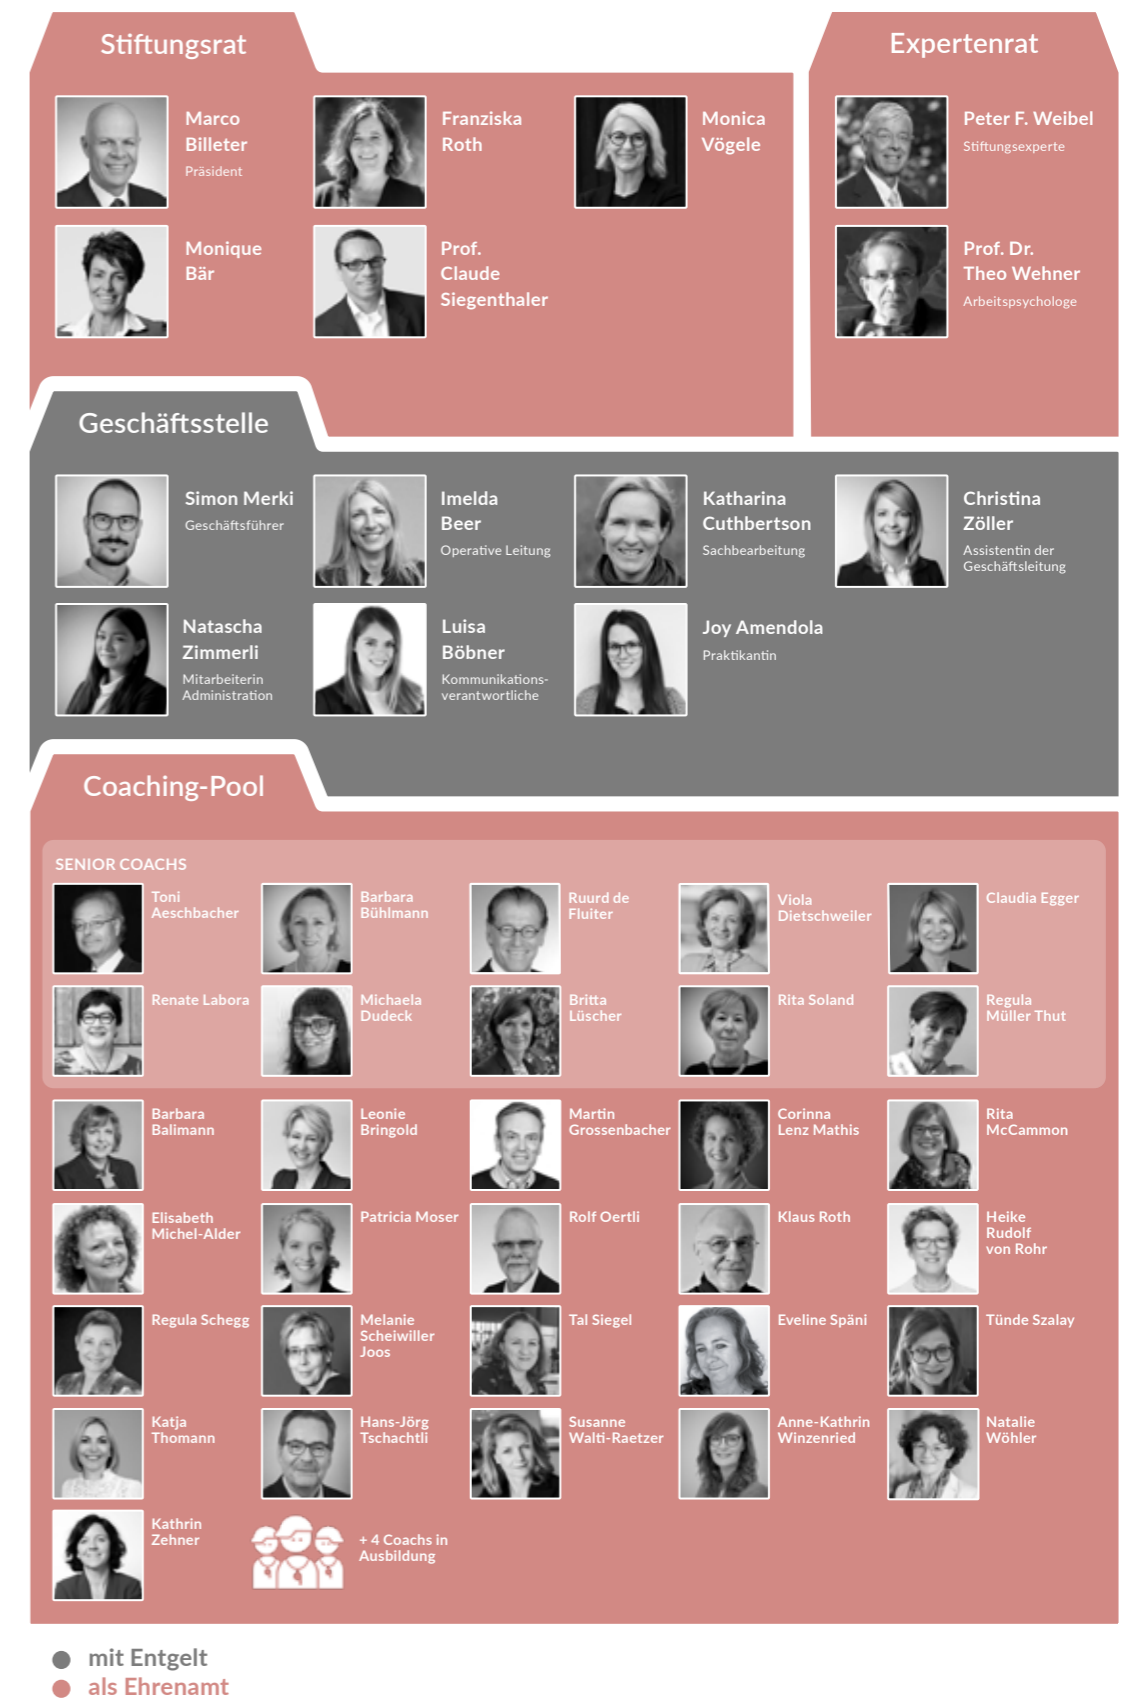 Stiftungsrat
Marco
Billeter
Präsident
Franziska
Roth
Monica
Vögele
Monique
Bär
Prof.
Claude
Siegenthaler
Expertenrat
Peter F. Weibel
Stiftungsexperte
Prof. Dr.
Theo Wehner
Arbeitspsychologe
Geschäftsstelle
Simon Merki
Geschäftsführer
Imelda
Beer
Operative Leitung
Katharina
Cuthbertson
Sachbearbeitung
Christina
Zöller
Assistentin der
Geschäftsleitung
Natascha
Zimmerli
Mitarbeiterin
Administration
Luisa
Böbner
Kommunikations-
verantwortliche
Joy Amendola
Praktikantin
Coaching-Pool
SENIOR COACHS
Toni
Aeschbacher
Barbara
Bühlmann
Ruurd de
Fluiter
Viola
Dietschweiler
Claudia Egger
Renate Labora
Michaela
Dudeck
Britta
Lüscher
Rita Soland
Regula
Müller Thut
Barbara
Balimann
Leonie
Bringold
Martin
Grossenbacher
Corinna
Lenz Mathis
Rita
McCammon
Elisabeth
Michel-Alder
Patricia Moser
Rolf Oertli
Klaus Roth
Heike
Rudolf
von Rohr
Regula Schegg
Melanie
Scheiwiller
Joos
Tal Siegel
Eveline Späni
Tünde Szalay
Katja
Thomann
Hans-Jörg
Tschachtli
Susanne
Walti-Raetzer
Anne-Kathrin
Winzenried
Natalie
Wöhler
Kathrin
Zehner
+ 4 Coachs in
Ausbildung
mit Entgelt
als Ehrenamt